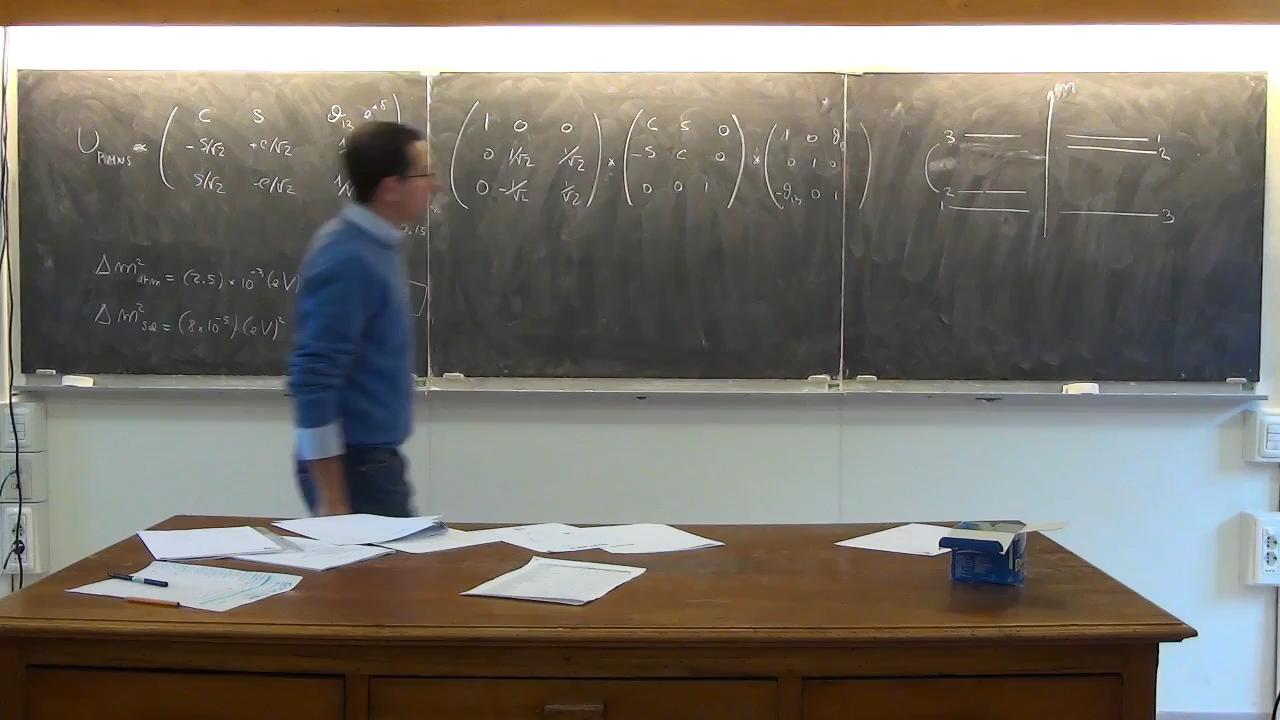 U_PMNS ∝ ( C S θ₁₃ e^{iδ} )
-S/√2 +C/√2
S/√2 -C/√2
( 1 0 0 ) * ( C S 0 ) * ( 1 0 θ
0 1/√2 1/√2 -S C 0 0 1 0
0 -1/√2 1/√2 0 0 1 -θ₁₃ 0 1 )
0.15
Δm²_atm = (2.5) × 10⁻³ (eV)
Δm²_sol = (8×10⁻⁵) (eV)²
m
3
2
1
1
2
3